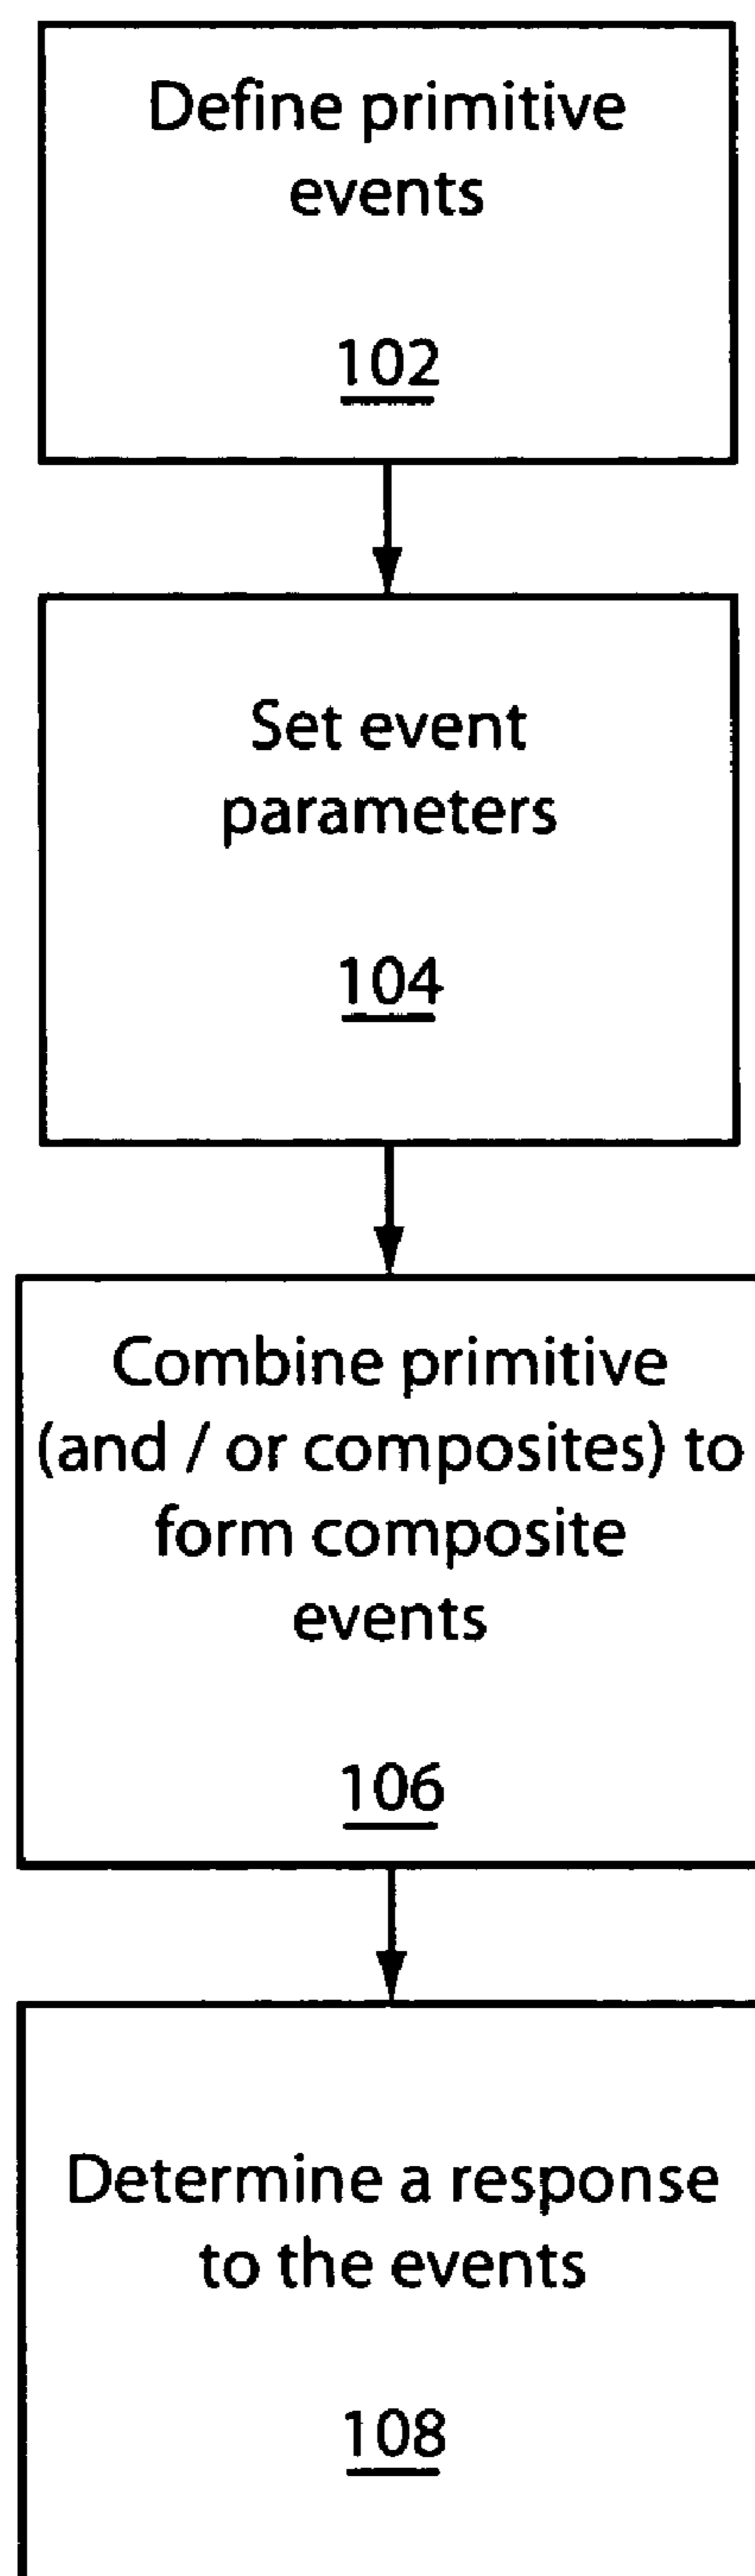 Define primitive
events
102
Set event
parameters
104
Combine primitive
(and / or composites) to
form composite
events
106
Determine a response
to the events
108